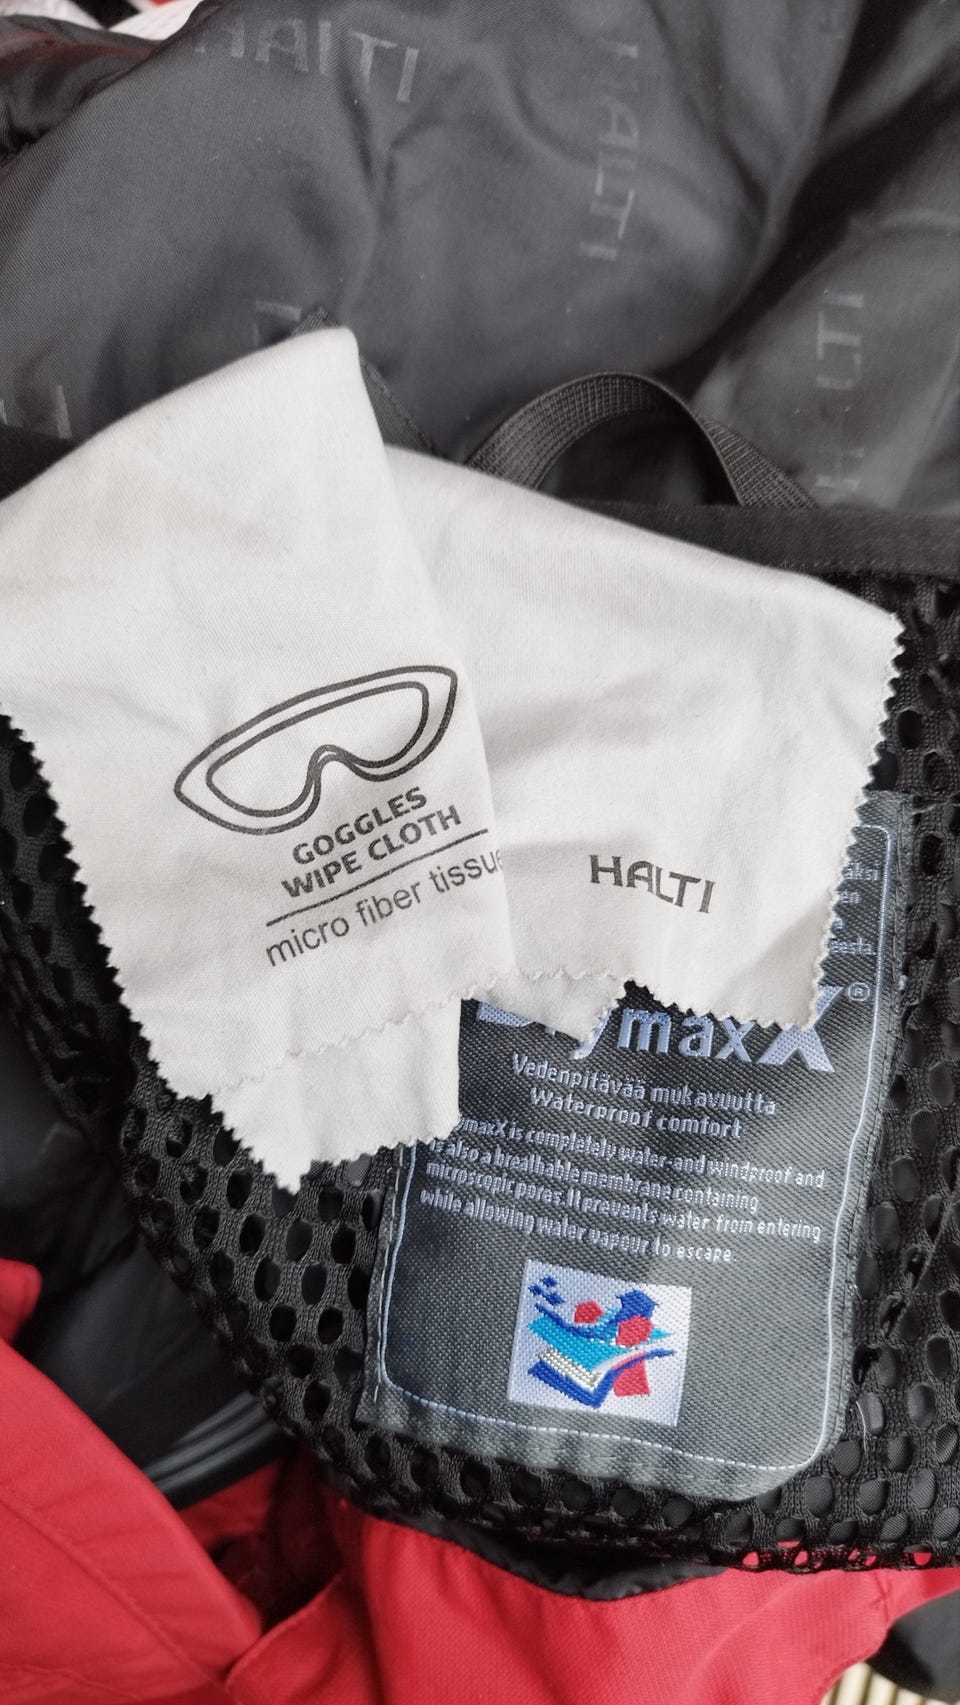 HALTI
HALTI
HALTI
GOGGLES
WIPE CLOTH
micro fiber tissue
HALTI
DrymaxX®
Vedenpitävää mukavuutta
Waterproof comfort
DrymaxX is completely water-and windproof and
is also a breathable membrane containing
microscopic pores. It prevents water from entering
while allowing water vapour to escape